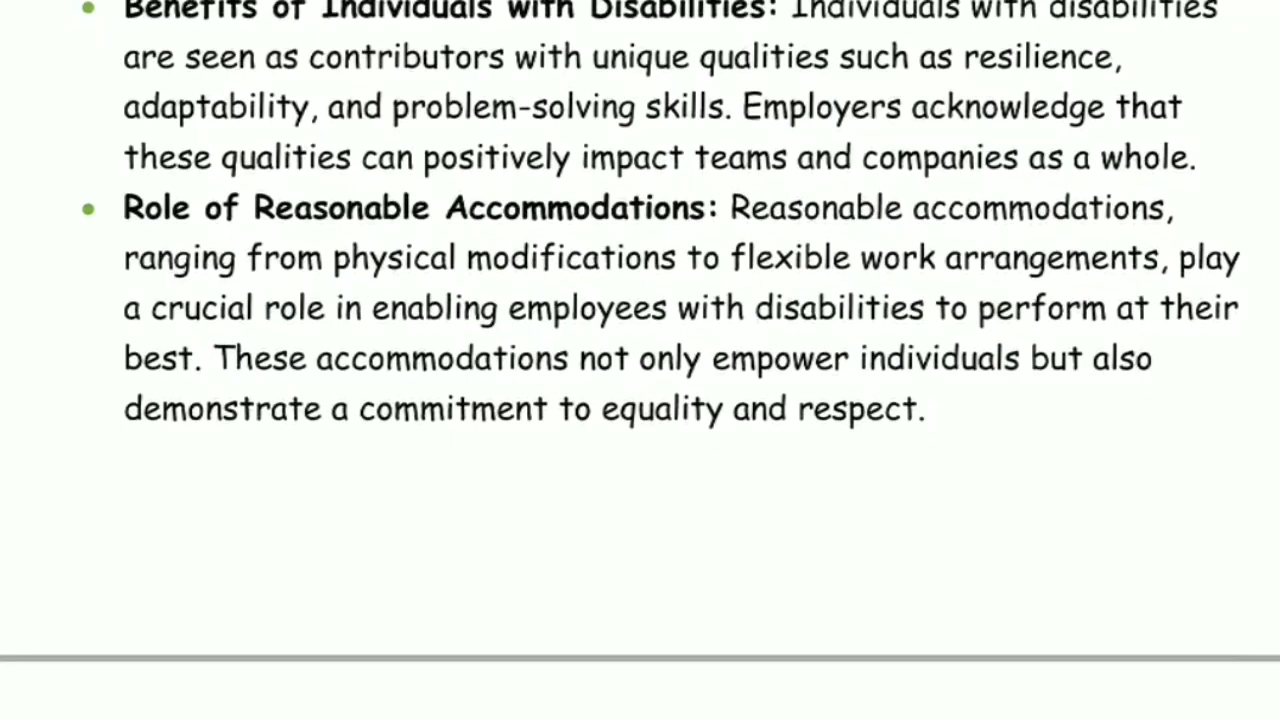 Benefits of Individuals with Disabilities: Individuals with disabilities
are seen as contributors with unique qualities such as resilience,
adaptability, and problem-solving skills. Employers acknowledge that
these qualities can positively impact teams and companies as a whole.
Role of Reasonable Accommodations: Reasonable accommodations,
ranging from physical modifications to flexible work arrangements, play
a crucial role in enabling employees with disabilities to perform at their
best. These accommodations not only empower individuals but also
demonstrate a commitment to equality and respect.